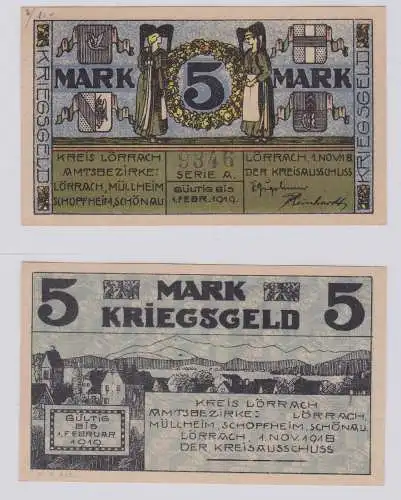 KRIEGSGELD
MARK 5 MARK
KRIEGSGELD
KREIS LÖRRACH
AMTSBEZIRKE:
LÖRRACH, MÜLLHEIM
SCHOPFHEIM, SCHÖNAU
9346
SERIE A.
GÜLTIG BIS
1.FEBR.1919.
LÖRRACH, 1.NOV.18
DER KREISAUSSCHUSS
5 MARK 5
KRIEGSGELD
GÜLTIG
BIS
1.FEBRUAR
1919
KREIS LÖRRACH
AMTSBEZIRKE: LÖRRACH,
MÜLLHEIM, SCHOPFHEIM, SCHÖNAU.
LÖRRACH, 1.NOV.1918
DER KREISAUSSCHUSS